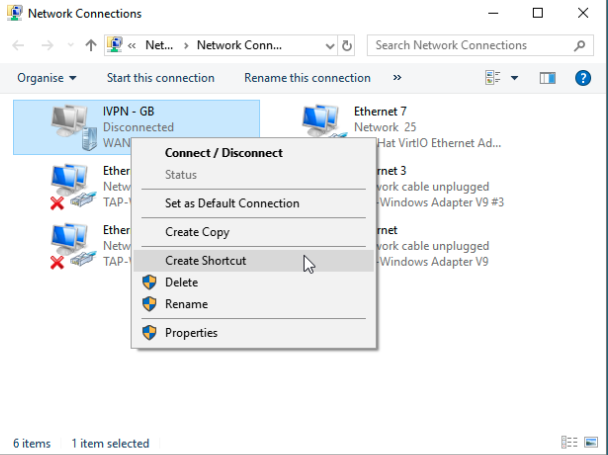 Network Connections
« Net... > Network Conn...
Search Network Connections
Organise
Start this connection
Rename this connection
»
IVPN - GB
Disconnected
WAN
Ethernet 7
Network 25
Hat VirtIO Ethernet Ad...
Ether
Netw
TAP-
rnet 3
work cable unplugged
-Windows Adapter V9 #3
Ether
Netw
TAP-
rnet
work cable unplugged
-Windows Adapter V9
Connect / Disconnect
Status
Set as Default Connection
Create Copy
Create Shortcut
Delete
Rename
Properties
6 items
1 item selected